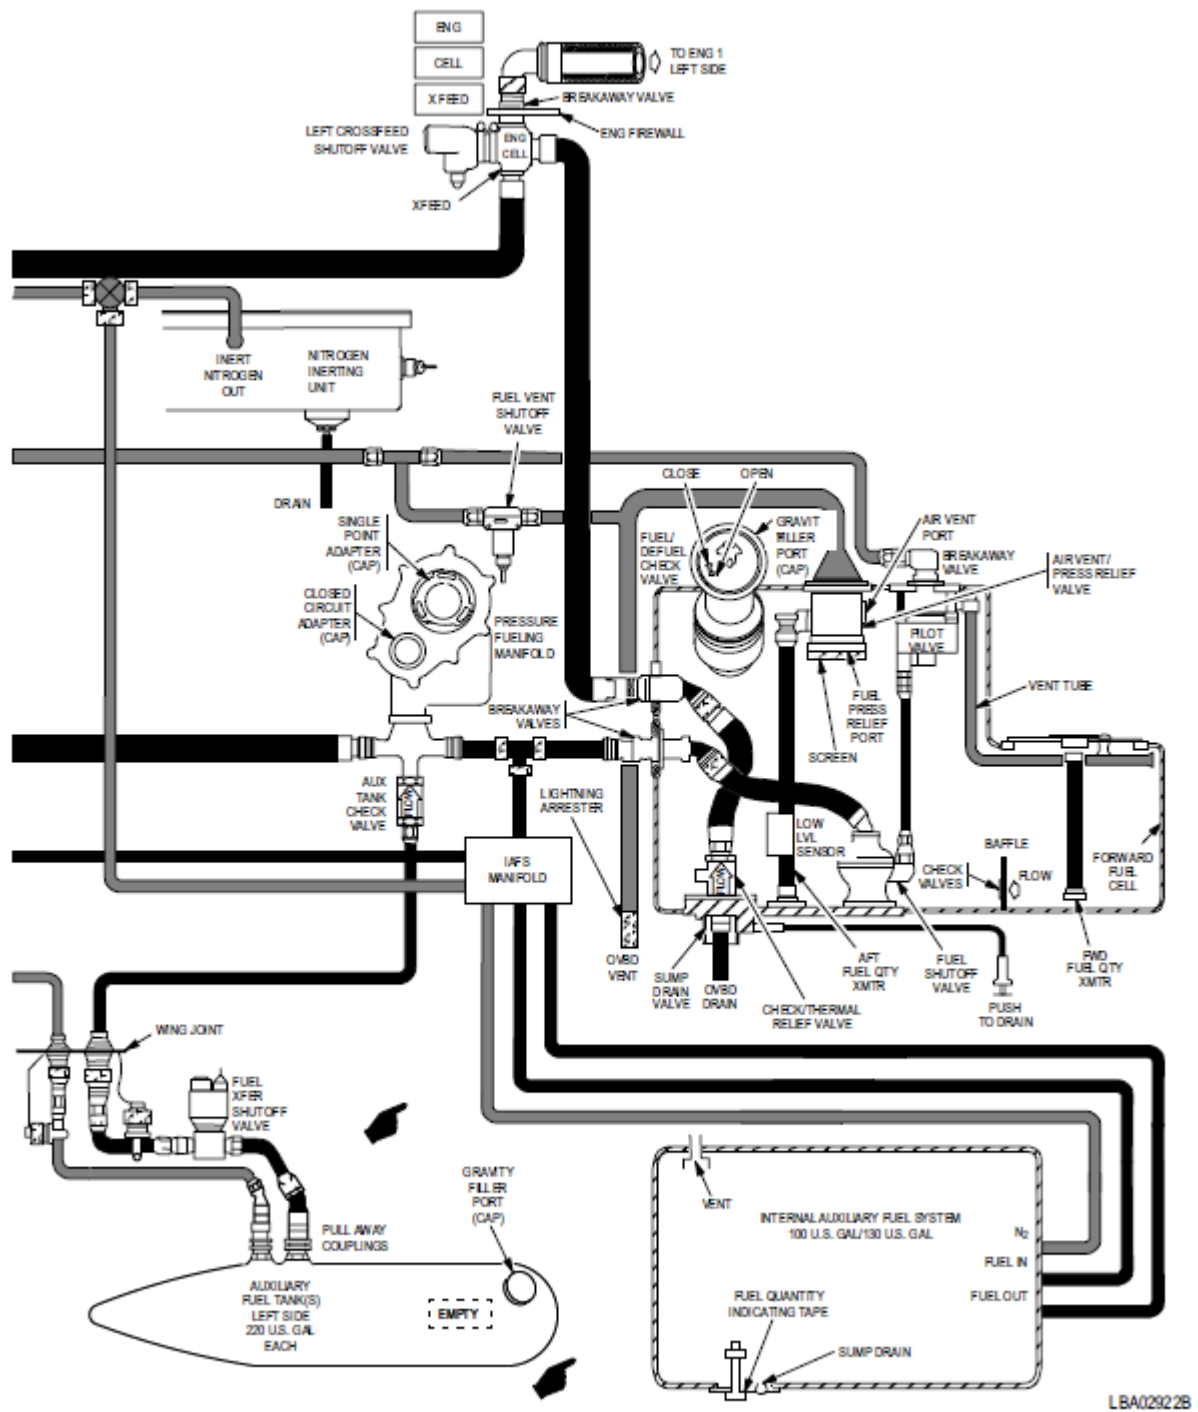 ENG
CELL
XFEED
TO ENG 1
LEFT SIDE
BREAKAWAY VALVE
ENG FIREWALL
LEFT CROSSFEED
SHUTOFF VALVE
ENG
CELL
XFEED
INERT
NITROGEN
OUT
NITROGEN
INERTING
UNIT
DRAIN
FUEL VENT
SHUTOFF
VALVE
SINGLE
POINT
ADAPTER
(CAP)
CLOSED
CIRCUIT
ADAPTER
(CAP)
PRESSURE
FUELING
MANIFOLD
CLOSE
OPEN
FUEL/
DEFUEL
CHECK
VALVE
GRAVIT
FILLER
PORT
(CAP)
AIR VENT
PORT
BREAKAWAY
VALVE
AIR VENT/
PRESS RELIEF
VALVE
PILOT
VALVE
VENT TUBE
FUEL
PRESS
RELIEF
PORT
SCREEN
BREAKAWAY
VALVES
LIGHTNING
ARRESTER
AUX
TANK
CHECK
VALVE
FLOW
IAFS
MANIFOLD
LOW
LVL
SENSOR
FLOW
BAFFLE
CHECK
VALVES
FLOW
FORWARD
FUEL
CELL
OVBD
VENT
SUMP
DRAIN
VALVE
OVBD
DRAIN
AFT
FUEL QTY
XMTR
FUEL
SHUTOFF
VALVE
FWD
FUEL QTY
XMTR
CHECK/THERMAL
RELIEF VALVE
PUSH
TO DRAIN
WING JOINT
FUEL
XFER
SHUTOFF
VALVE
GRAVITY
FILLER
PORT
(CAP)
PULL AWAY
COUPLINGS
AUXILIARY
FUEL TANK(S)
LEFT SIDE
220 U.S. GAL
EACH
EMPTY
VENT
INTERNAL AUXILIARY FUEL SYSTEM
100 U.S. GAL/130 U.S. GAL
N2
FUEL IN
FUEL OUT
FUEL QUANTITY
INDICATING TAPE
SUMP DRAIN
LBA02922B